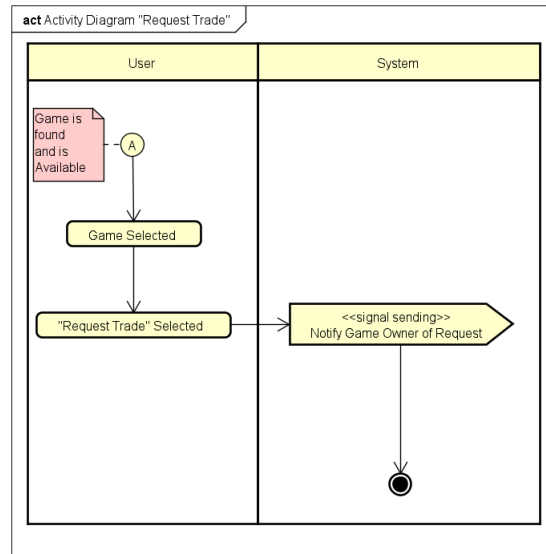 act Activity Diagram "Request Trade"
User
System
Game is
found
and is
Available
A
Game Selected
"Request Trade" Selected
<<signal sending>>
Notify Game Owner of Request